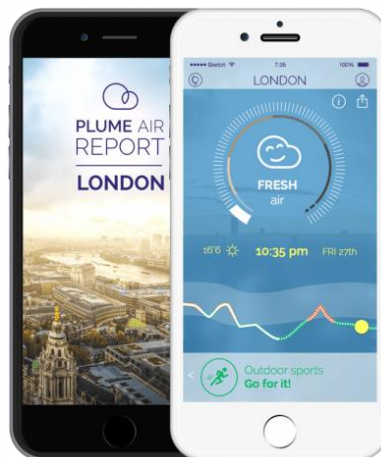 PLUME AIR
REPORT
LONDON
Sketch
7:35
100%
LONDON
FRESH
air
16°6
10:35 pm
FRI 27th
Outdoor sports
Go for it!